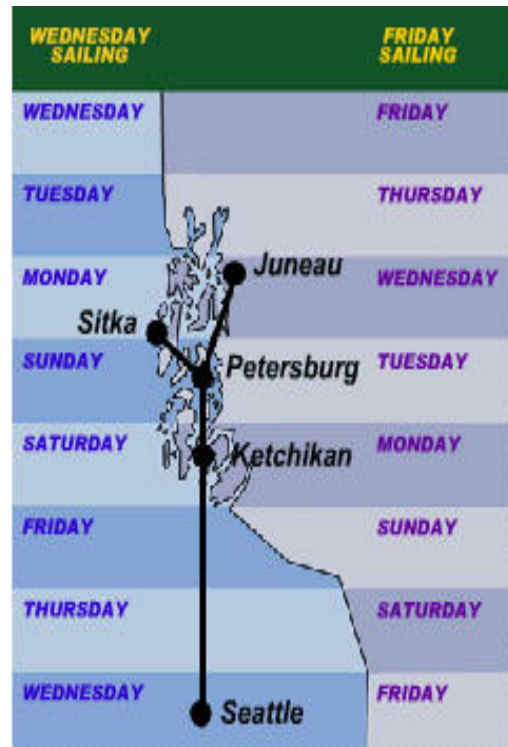 WEDNESDAY
SAILING
FRIDAY
SAILING
WEDNESDAY
FRIDAY
TUESDAY
THURSDAY
Juneau
MONDAY
WEDNESDAY
Sitka
SUNDAY
Petersburg
TUESDAY
SATURDAY
Ketchikan
MONDAY
FRIDAY
SUNDAY
THURSDAY
SATURDAY
WEDNESDAY
Seattle
FRIDAY